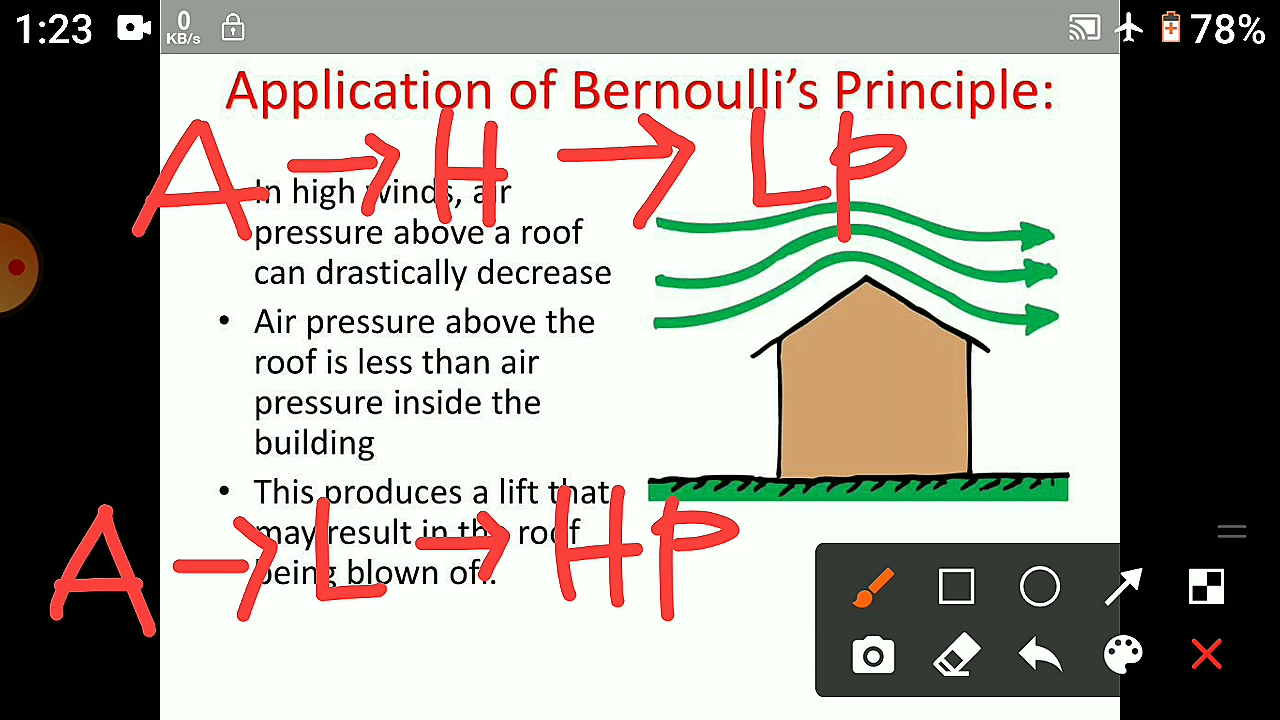 1:23
0
KB/s
78%
Application of Bernoulli's Principle:
A → H → LP
In high winds, air
pressure above a roof
can drastically decrease
• Air pressure above the
roof is less than air
pressure inside the
building
• This produces a lift that
may result in the roof
being blown off.
A → L → HP